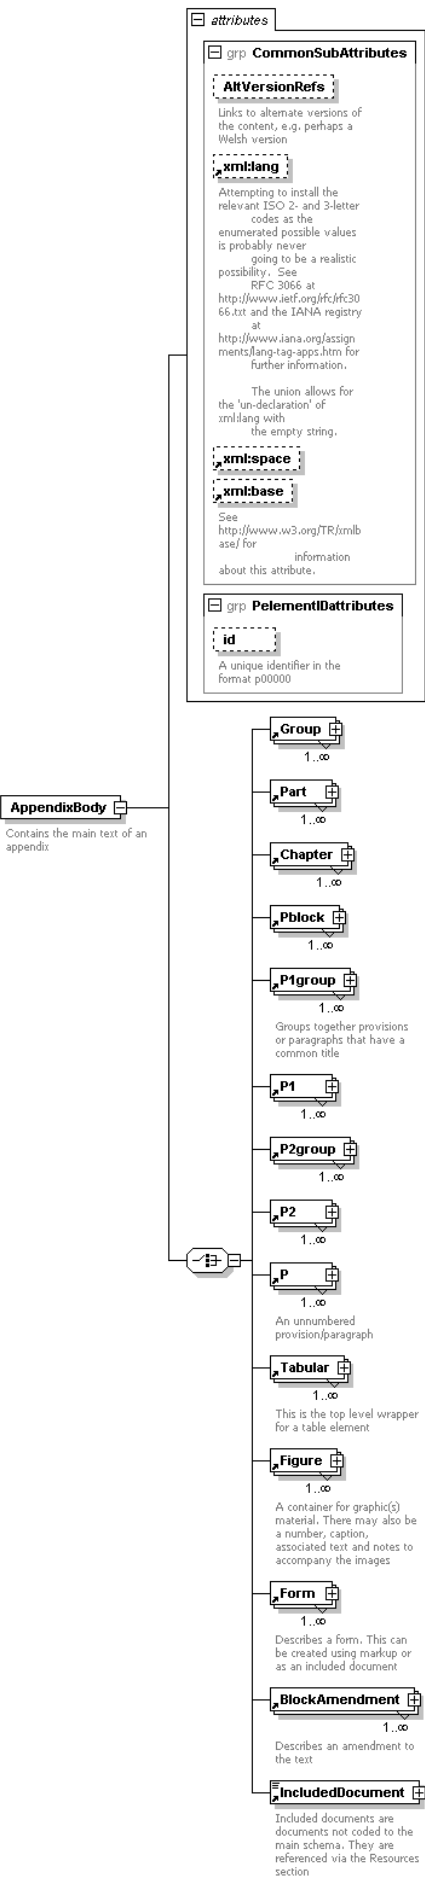 attributes
grp CommonSubAttributes
AltVersionRefs
Links to alternate versions of
the content, e.g. perhaps a
Welsh version
xml:lang
Attempting to install the
relevant ISO 2- and 3-letter
codes as the
enumerated possible values
is probably never
going to be a realistic
possibility. See
RFC 3066 at
http://www.ietf.org/rfc/rfc30
66.txt and the IANA registry
at
http://www.iana.org/assign
ments/lang-tag-apps.htm for
further information.
The union allows for
the 'un-declaration' of
xml:lang with
the empty string.
xml:space
xml:base
See
http://www.w3.org/TR/xmlb
ase/ for
information
about this attribute.
grp PelementIDattributes
id
A unique identifier in the
format p00000
AppendixBody
Contains the main text of an
appendix
Group
1..∞
Part
1..∞
Chapter
1..∞
Pblock
1..∞
P1group
1..∞
Groups together provisions
or paragraphs that have a
common title
P1
1..∞
P2group
1..∞
P2
1..∞
P
1..∞
An unnumbered
provision/paragraph
Tabular
1..∞
This is the top level wrapper
for a table element
Figure
1..∞
A container for graphic(s)
material. There may also be
a number, caption,
associated text and notes to
accompany the images
Form
1..∞
Describes a form. This can
be created using markup or
as an included document
BlockAmendment
1..∞
Describes an amendment to
the text
IncludedDocument
Included documents are
documents not coded to the
main schema. They are
referenced via the Resources
section